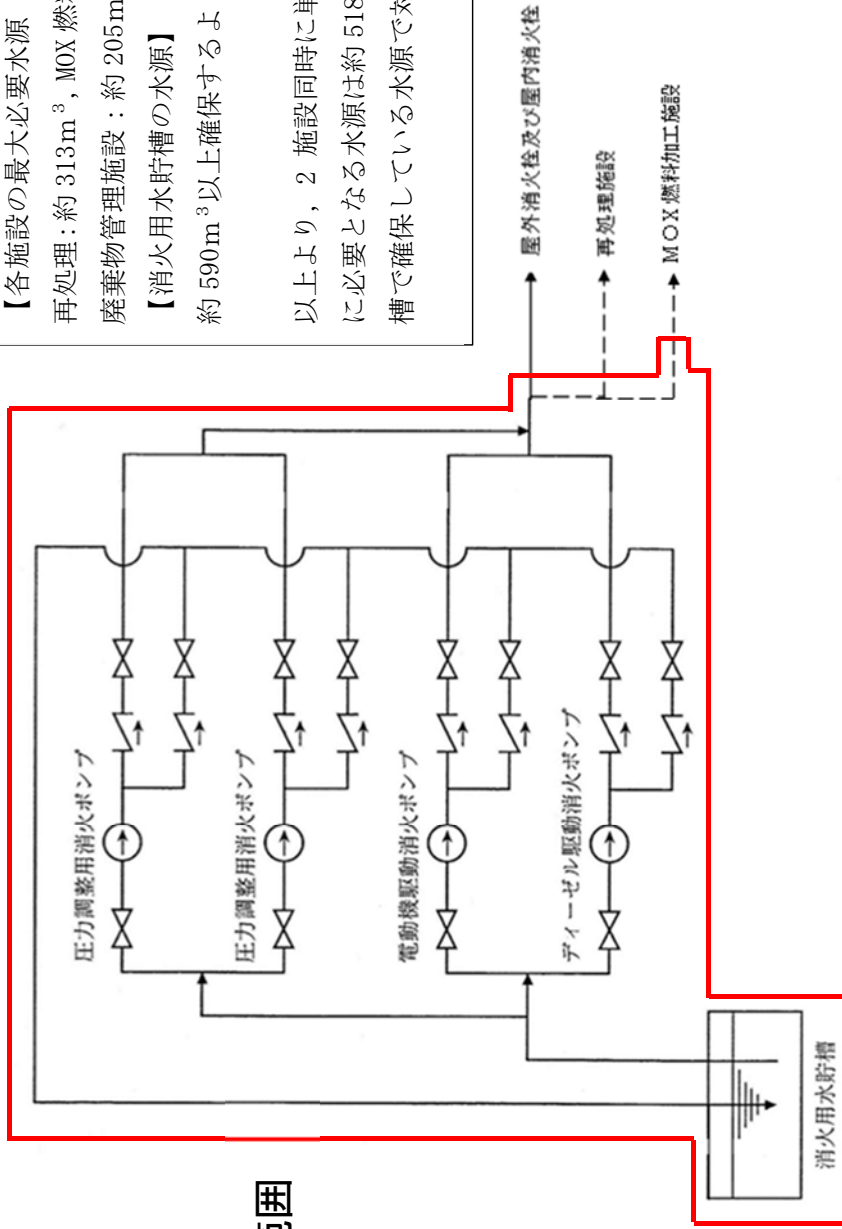 【各施設の最大必要水源
再処理：約 313m³，MOX 燃
廃棄物管理施設：約 205m
【消火用水貯槽の水源】
約 590m³以上確保するよ
以上より，2 施設同時に単
に必要となる水源は約 518
槽で確保している水源で対
圧力調整用消火ポンプ
圧力調整用消火ポンプ
電動機駆動消火ポンプ
ディーゼル駆動消火ポンプ
屋外消火栓及び屋内消火栓
再処理施設
MOX燃料加工施設
消火用水貯槽
囲